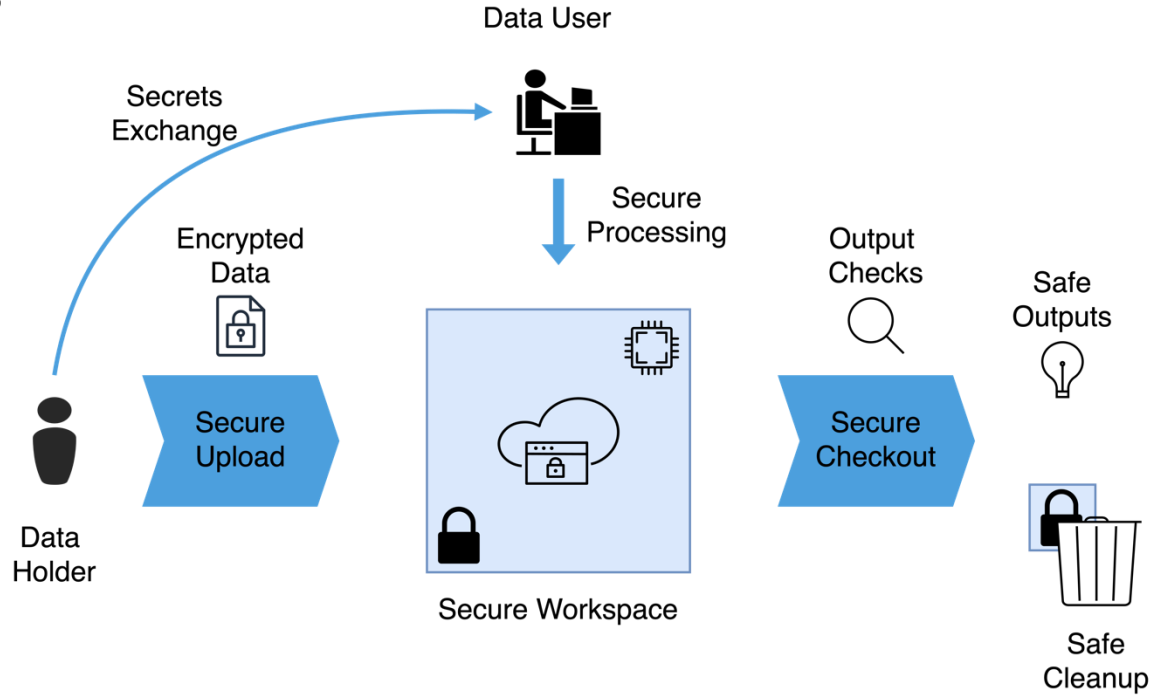 Data User
Secrets
Exchange
Secure
Processing
Encrypted
Data
Output
Checks
Safe
Outputs
Secure
Upload
Secure
Checkout
Data
Holder
Secure Workspace
Safe
Cleanup